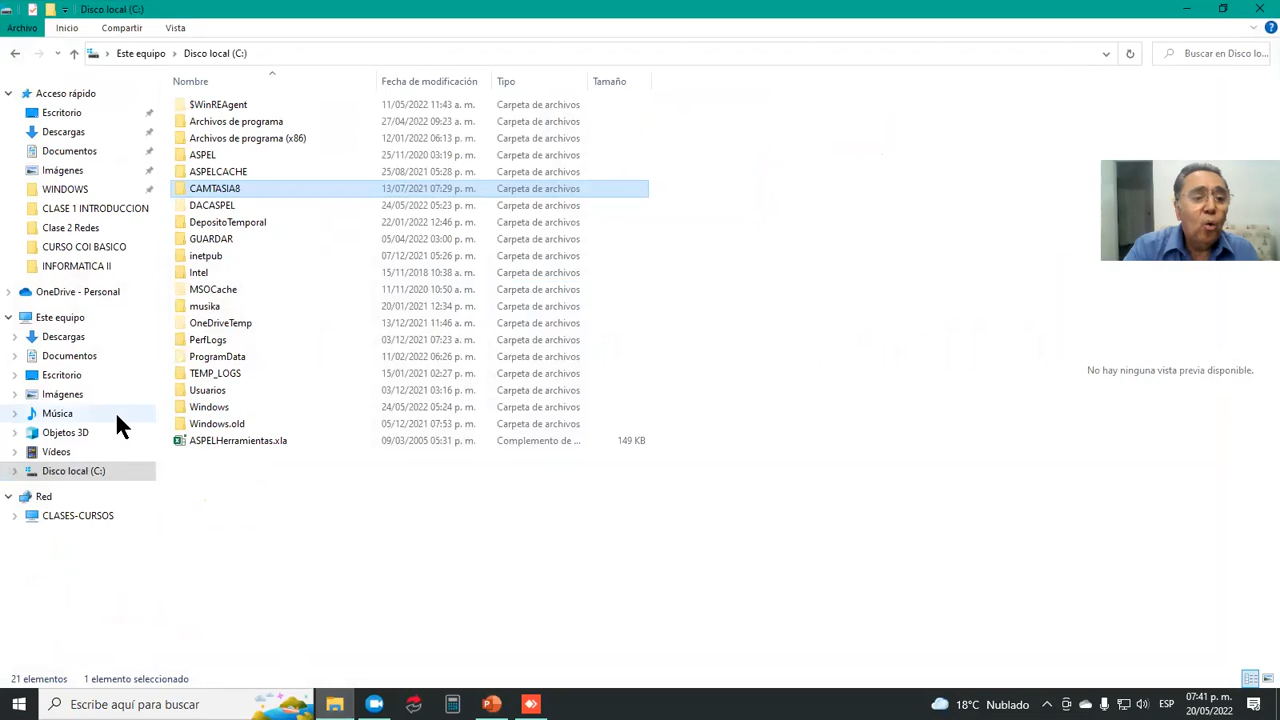 Disco local (C:)
Archivo Inicio Compartir Vista
Este equipo Disco local (C:) Buscar en Disco lo...
Nombre Fecha de modificación Tipo Tamaño
Acceso rápido
Escritorio
Descargas
Documentos
Imágenes
WINDOWS
CLASE 1 INTRODUCCION
Clase 2 Redes
CURSO COI BASICO
INFORMATICA II
OneDrive - Personal
Este equipo
Descargas
Documentos
Escritorio
Imágenes
Música
Objetos 3D
Vídeos
Disco local (C:)
Red
CLASES-CURSOS
$WinREAgent 11/05/2022 11:43 a. m. Carpeta de archivos
Archivos de programa 27/04/2022 09:23 a. m. Carpeta de archivos
Archivos de programa (x86) 12/01/2022 06:13 p. m. Carpeta de archivos
ASPEL 25/11/2020 03:19 p. m. Carpeta de archivos
ASPELCACHE 25/08/2021 05:28 p. m. Carpeta de archivos
CAMTASIA8 13/07/2021 07:29 p. m. Carpeta de archivos
DACASPEL 24/05/2022 05:23 p. m. Carpeta de archivos
DepositoTemporal 22/01/2022 12:46 p. m. Carpeta de archivos
GUARDAR 05/04/2022 03:00 p. m. Carpeta de archivos
inetpub 07/12/2021 05:26 p. m. Carpeta de archivos
Intel 15/11/2018 10:38 a. m. Carpeta de archivos
MSOCache 11/11/2020 10:50 a. m. Carpeta de archivos
musika 20/01/2021 12:34 p. m. Carpeta de archivos
OneDriveTemp 13/12/2021 11:46 a. m. Carpeta de archivos
PerfLogs 03/12/2021 07:23 a. m. Carpeta de archivos
ProgramData 11/02/2022 06:26 p. m. Carpeta de archivos
TEMP_LOGS 15/01/2021 02:27 p. m. Carpeta de archivos
Usuarios 03/12/2021 03:16 p. m. Carpeta de archivos
Windows 24/05/2022 05:24 p. m. Carpeta de archivos
Windows.old 05/12/2021 07:53 p. m. Carpeta de archivos
ASPELHerramientas.xla 09/03/2005 05:31 p. m. Complemento de ... 149 KB
No hay ninguna vista previa disponible.
21 elementos 1 elemento seleccionado
Escribe aquí para buscar
18°C Nublado
ESP
07:41 p. m.
20/05/2022